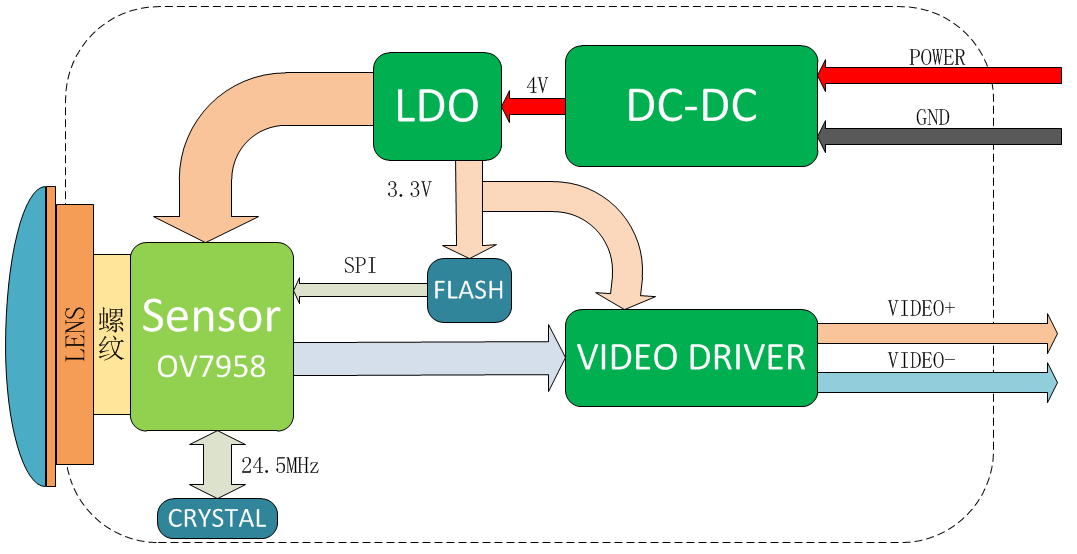 POWER
LDO
4V
DC-DC
GND
3.3V
SPI
FLASH
Sensor
OV7958
LENS
螺纹
VIDEO DRIVER
VIDEO+
VIDEO-
24.5MHz
CRYSTAL